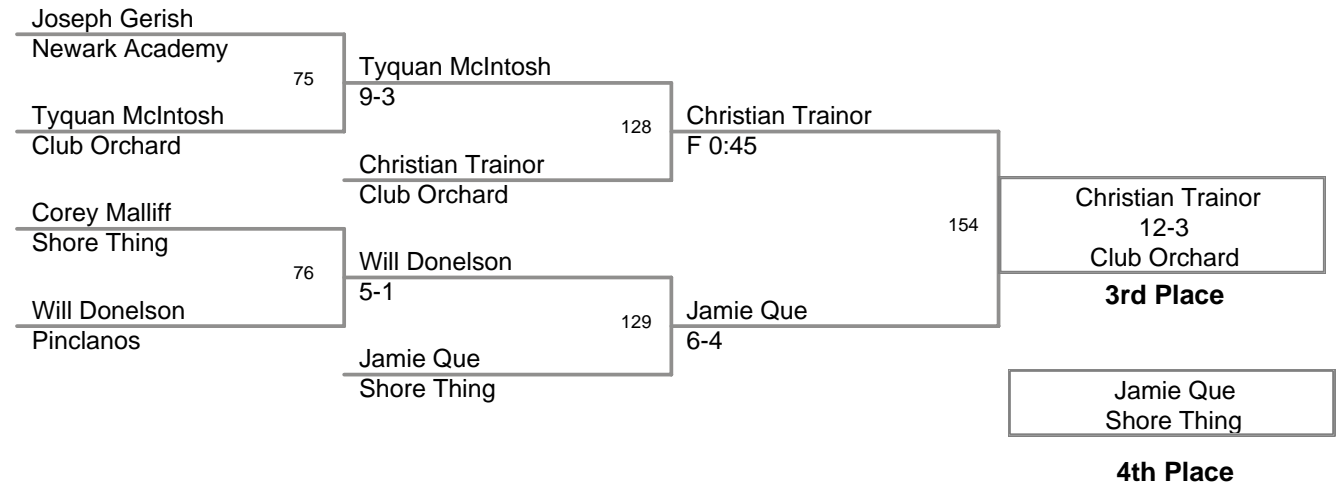 Joseph Gerish
Newark Academy
75
Tyquan McIntosh
Club Orchard
Corey Malliff
Shore Thing
76
Will Donelson
Pinclanos
Tyquan McIntosh
9-3
128
Christian Trainor
Club Orchard
Will Donelson
5-1
129
Jamie Que
Shore Thing
Christian Trainor
F 0:45
154
Jamie Que
6-4
Christian Trainor
12-3
Club Orchard
3rd Place
Jamie Que
Shore Thing
4th Place